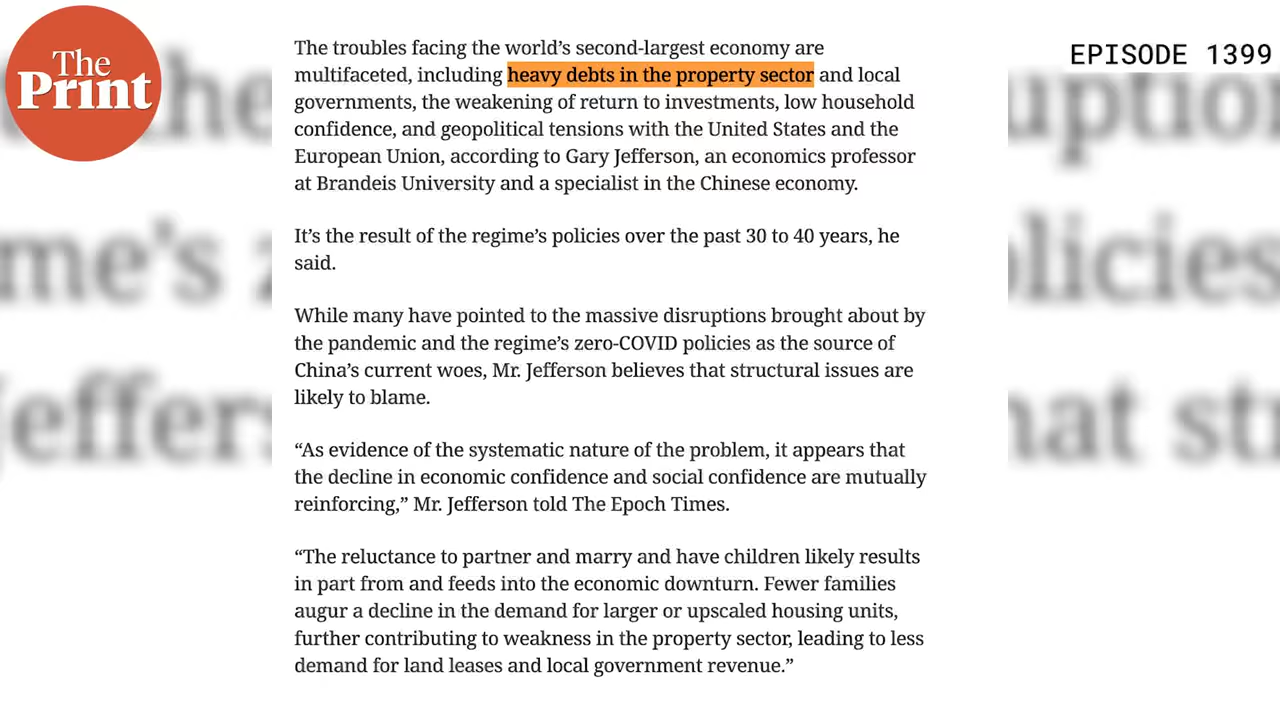 The
Print
EPISODE 1399
The troubles facing the world’s second-largest economy are
multifaceted, including heavy debts in the property sector and local
governments, the weakening of return to investments, low household
confidence, and geopolitical tensions with the United States and the
European Union, according to Gary Jefferson, an economics professor
at Brandeis University and a specialist in the Chinese economy.
It’s the result of the regime’s policies over the past 30 to 40 years, he
said.
While many have pointed to the massive disruptions brought about by
the pandemic and the regime’s zero-COVID policies as the source of
China’s current woes, Mr. Jefferson believes that structural issues are
likely to blame.
“As evidence of the systematic nature of the problem, it appears that
the decline in economic confidence and social confidence are mutually
reinforcing,” Mr. Jefferson told The Epoch Times.
“The reluctance to partner and marry and have children likely results
in part from and feeds into the economic downturn. Fewer families
augur a decline in the demand for larger or upscaled housing units,
further contributing to weakness in the property sector, leading to less
demand for land leases and local government revenue.”